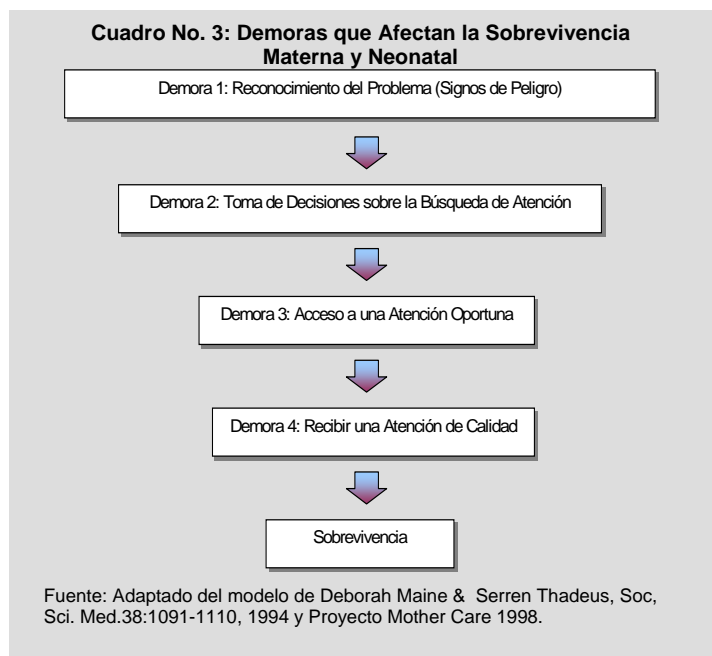 Cuadro No. 3: Demoras que Afectan la Sobrevivencia
Materna y Neonatal
Demora 1: Reconocimiento del Problema (Signos de Peligro)
Demora 2: Toma de Decisiones sobre la Búsqueda de Atención
Demora 3: Acceso a una Atención Oportuna
Demora 4: Recibir una Atención de Calidad
Sobrevivencia
Fuente: Adaptado del modelo de Deborah Maine & Serren Thadeus, Soc,
Sci. Med.38:1091-1110, 1994 y Proyecto Mother Care 1998.